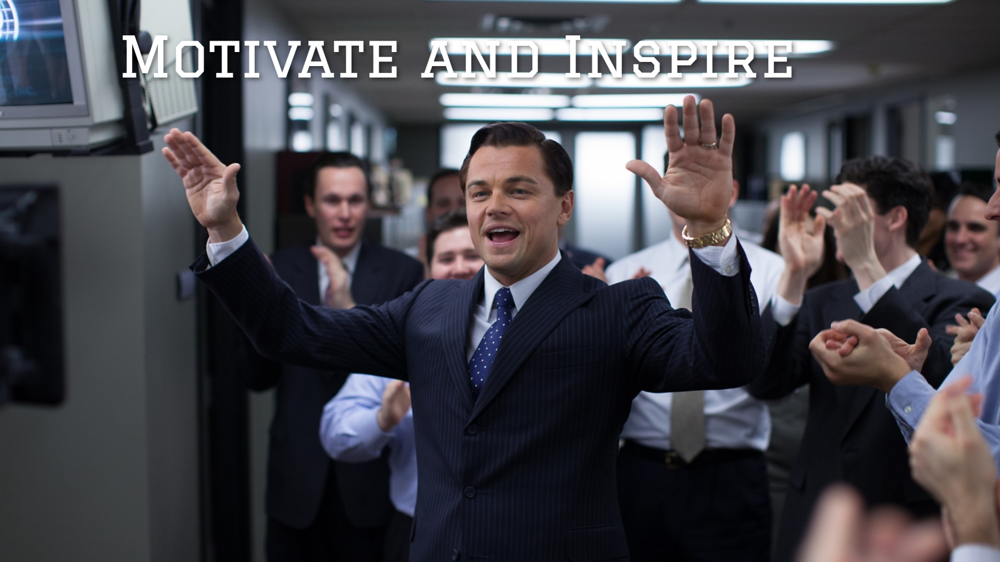 Motivate and Inspire